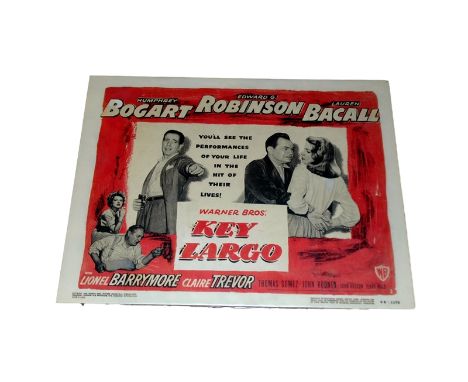 HUMPHREY
BOGART
EDWARD G.
ROBINSON
LAUREN
BACALL
YOU'LL SEE THE
PERFORMANCES
OF YOUR LIFE
IN THE
HIT OF
THEIR
LIVES!
WARNER BROS.'
KEY
LARGO
WITH
LIONEL BARRYMORE CLAIRE TREVOR THOMAS GOMEZ JOHN RODNEY
WB